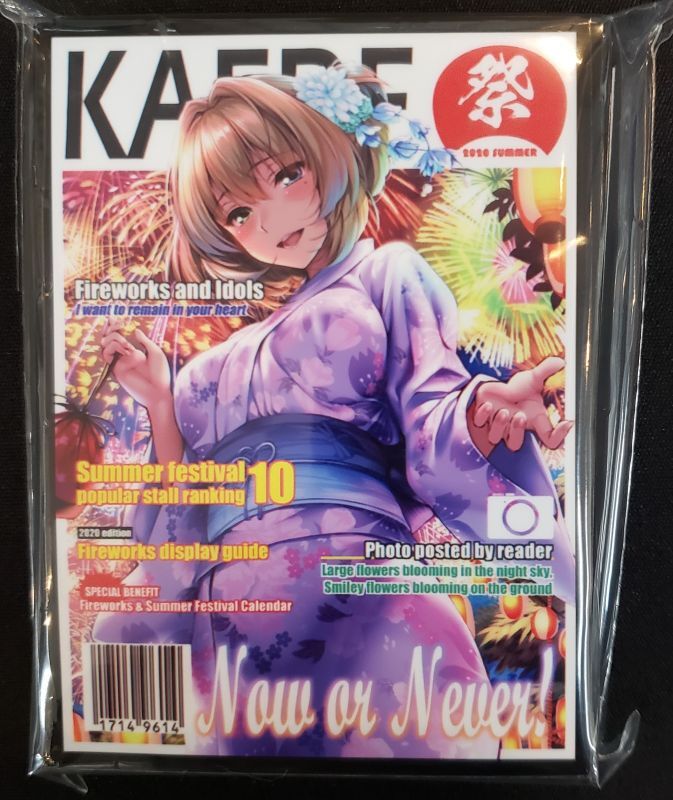 KAEDE
祭
2020 SUMMER
Fireworks and Idols
I want to remain in your heart
Summer festival
popular stall ranking 10
2020 edition
Fireworks display guide
Photo posted by reader
Large flowers blooming in the night sky.
Smiley flowers blooming on the ground
SPECIAL BENEFIT
Fireworks & Summer Festival Calendar
1714 9614
Now or Never!